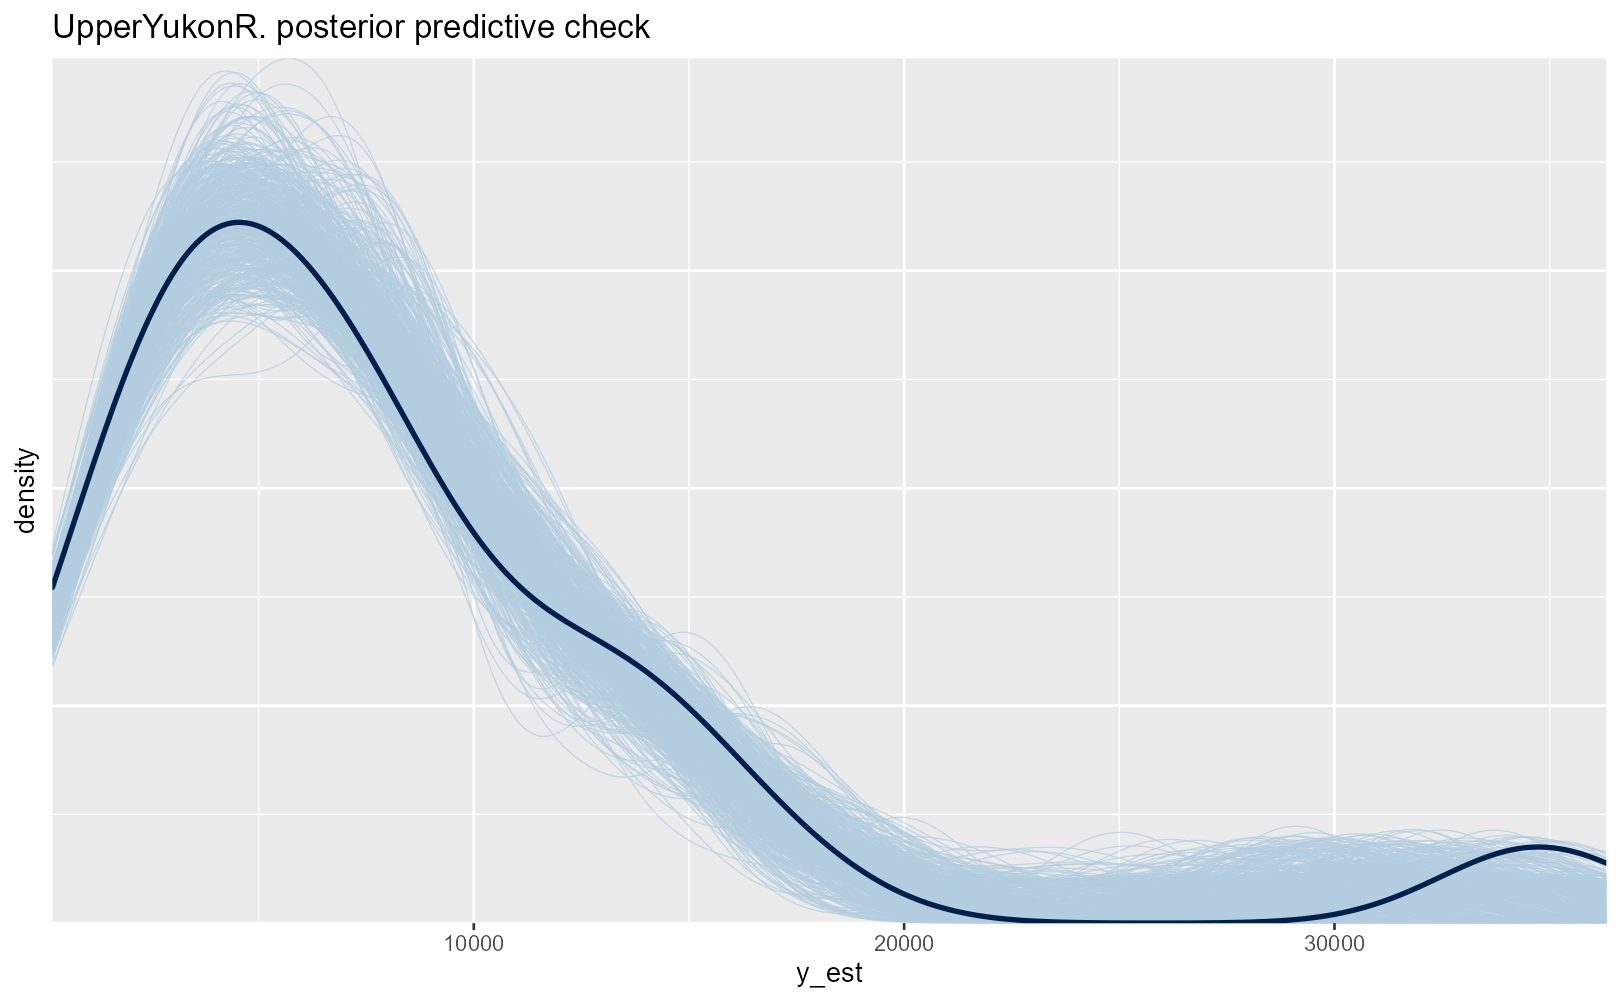 UpperYukonR. posterior predictive check
density
10000
20000
30000
y_est